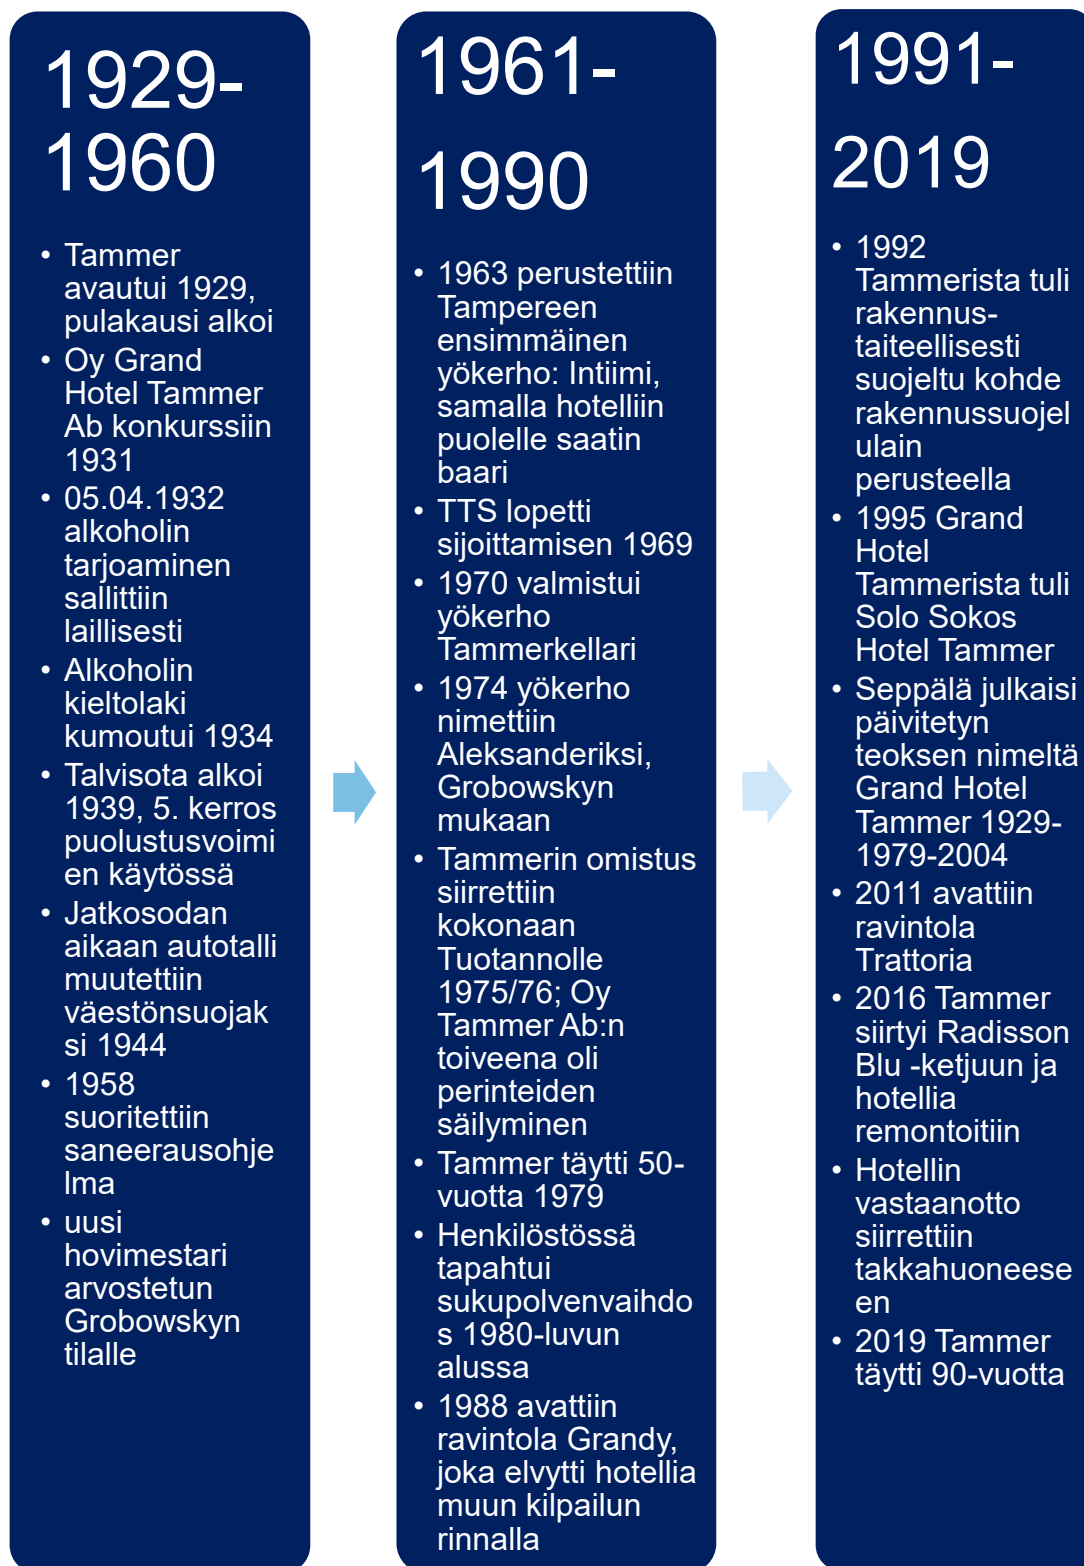 1929-
1960
• Tammer
avautui 1929,
pulakausi alkoi
• Oy Grand
Hotel Tammer
Ab konkurssiin
1931
• 05.04.1932
alkoholin
tarjoaminen
sallittiin
laillisesti
• Alkoholin
kieltolaki
kumoutui 1934
• Talvisota alkoi
1939, 5. kerros
puolustusvoimi
en käytössä
• Jatkosodan
aikaan autotalli
muutettiin
väestönsuojak
si 1944
• 1958
suoritettiin
saneerausohje
lma
• uusi
hovimestari
arvostetun
Grobowskyn
tilalle
1961-
1990
• 1963 perustettiin
Tampereen
ensimmäinen
yökerho: Intiimi,
samalla hotelliin
puolelle saatin
baari
• TTS lopetti
sijoittamisen 1969
• 1970 valmistui
yökerho
Tammerkellari
• 1974 yökerho
nimettiin
Aleksanderiksi,
Grobowskyn
mukaan
• Tammerin omistus
siirrettiin
kokonaan
Tuotannolle
1975/76; Oy
Tammer Ab:n
toiveena oli
perinteiden
säilyminen
• Tammer täytti 50-
vuotta 1979
• Henkilöstössä
tapahtui
sukupolvenvaihdo
s 1980-luvun
alussa
• 1988 avattiin
ravintola Grandy,
joka elvytti hotellia
muun kilpailun
rinnalla
1991-
2019
• 1992
Tammerista tuli
rakennus-
taiteellisesti
suojeltu kohde
rakennussuojel
ulain
perusteella
• 1995 Grand
Hotel
Tammerista tuli
Solo Sokos
Hotel Tammer
• Seppälä julkaisi
päivitetyn
teoksen nimeltä
Grand Hotel
Tammer 1929-
1979-2004
• 2011 avattiin
ravintola
Trattoria
• 2016 Tammer
siirtyi Radisson
Blu -ketjuun ja
hotellia
remontoitiin
• Hotellin
vastaanotto
siirrettiin
takkahuoneese
en
• 2019 Tammer
täytti 90-vuotta